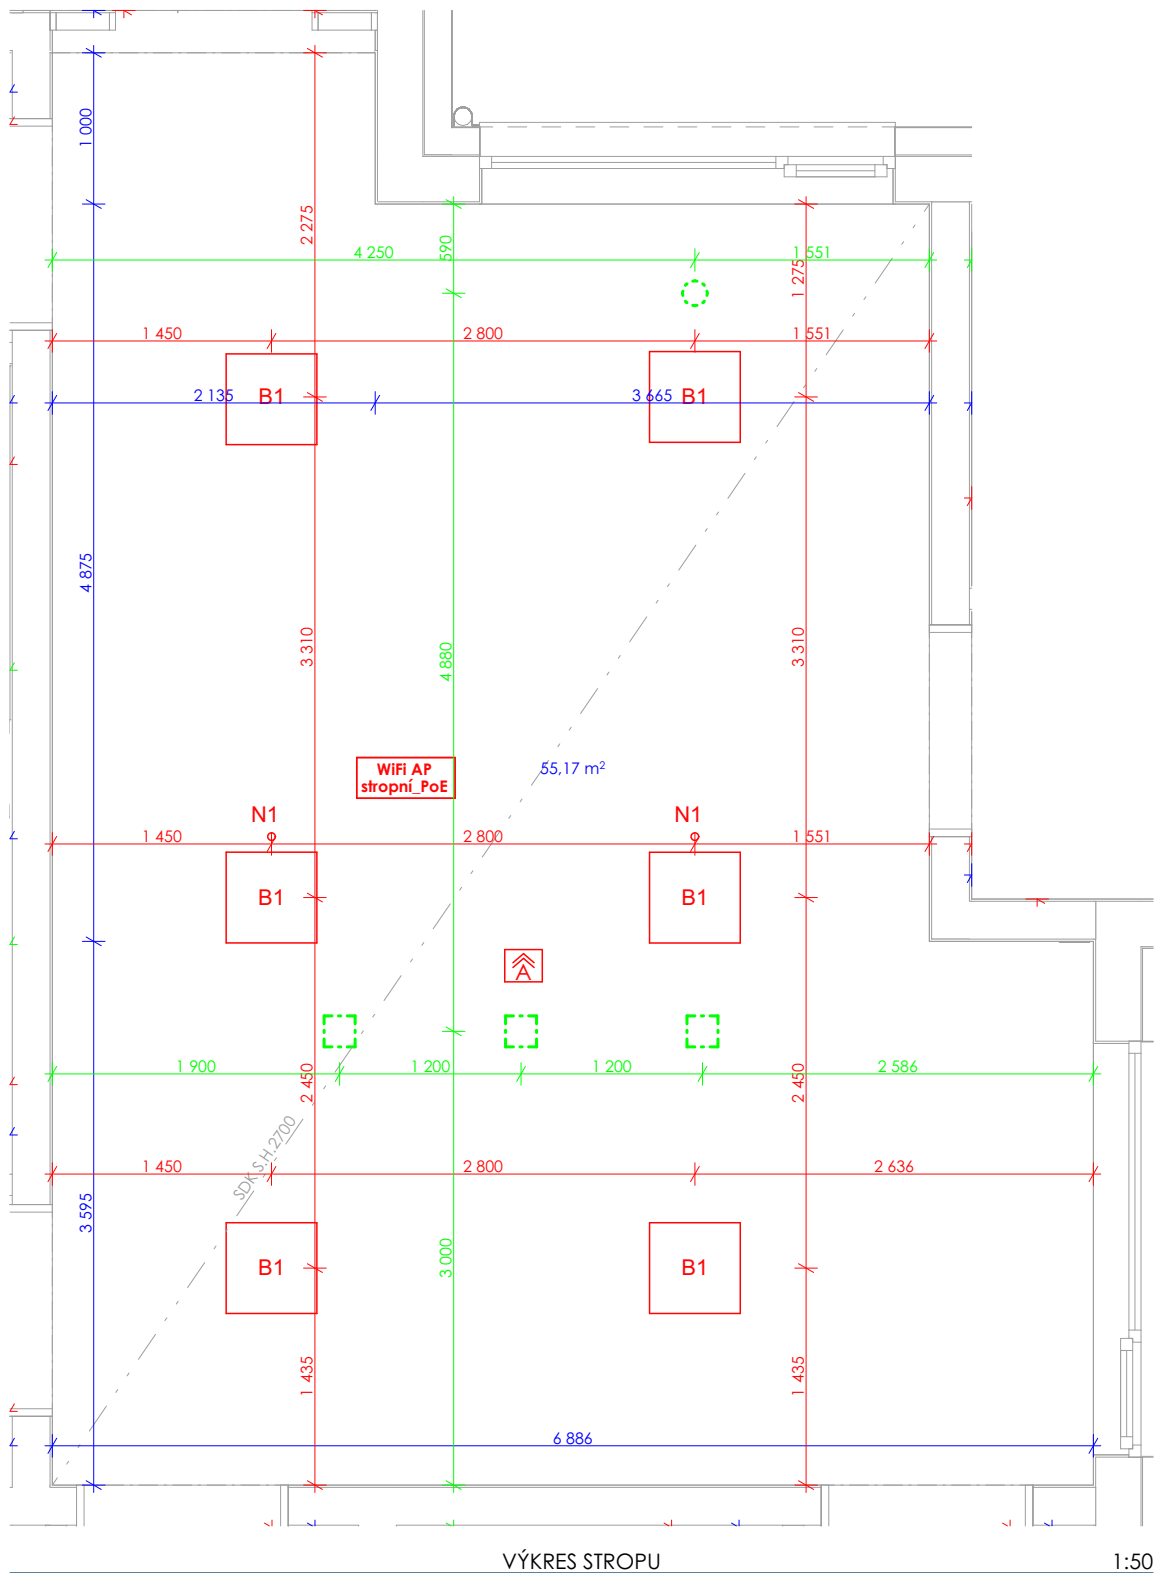 1 000
2 275
590
4 250
1 551
1 275
1 450
2 800
1 551
B1
2 135
3 665
B1
4 875
3 310
4 880
3 310
WiFi AP
stropní_PoE
55,17 m²
N1
N1
1 450
2 800
1 551
B1
B1
A
1 900
1 200
1 200
2 586
2 450
2 450
SDK S.H.2700
1 450
2 800
2 636
3 595
3 000
B1
B1
1 435
1 435
6 886
VÝKRES STROPU
1:50